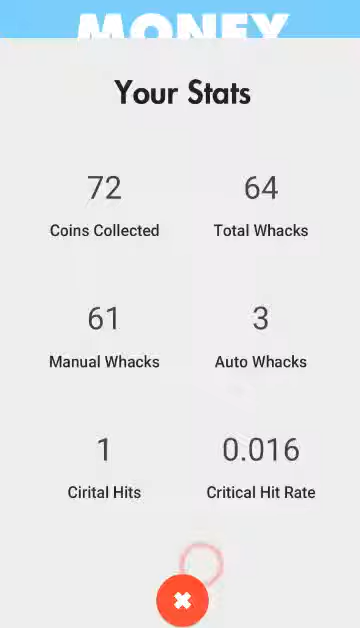 MONEY
Your Stats
72 64
Coins Collected Total Whacks
61 3
Manual Whacks Auto Whacks
1 0.016
Cirital Hits Critical Hit Rate